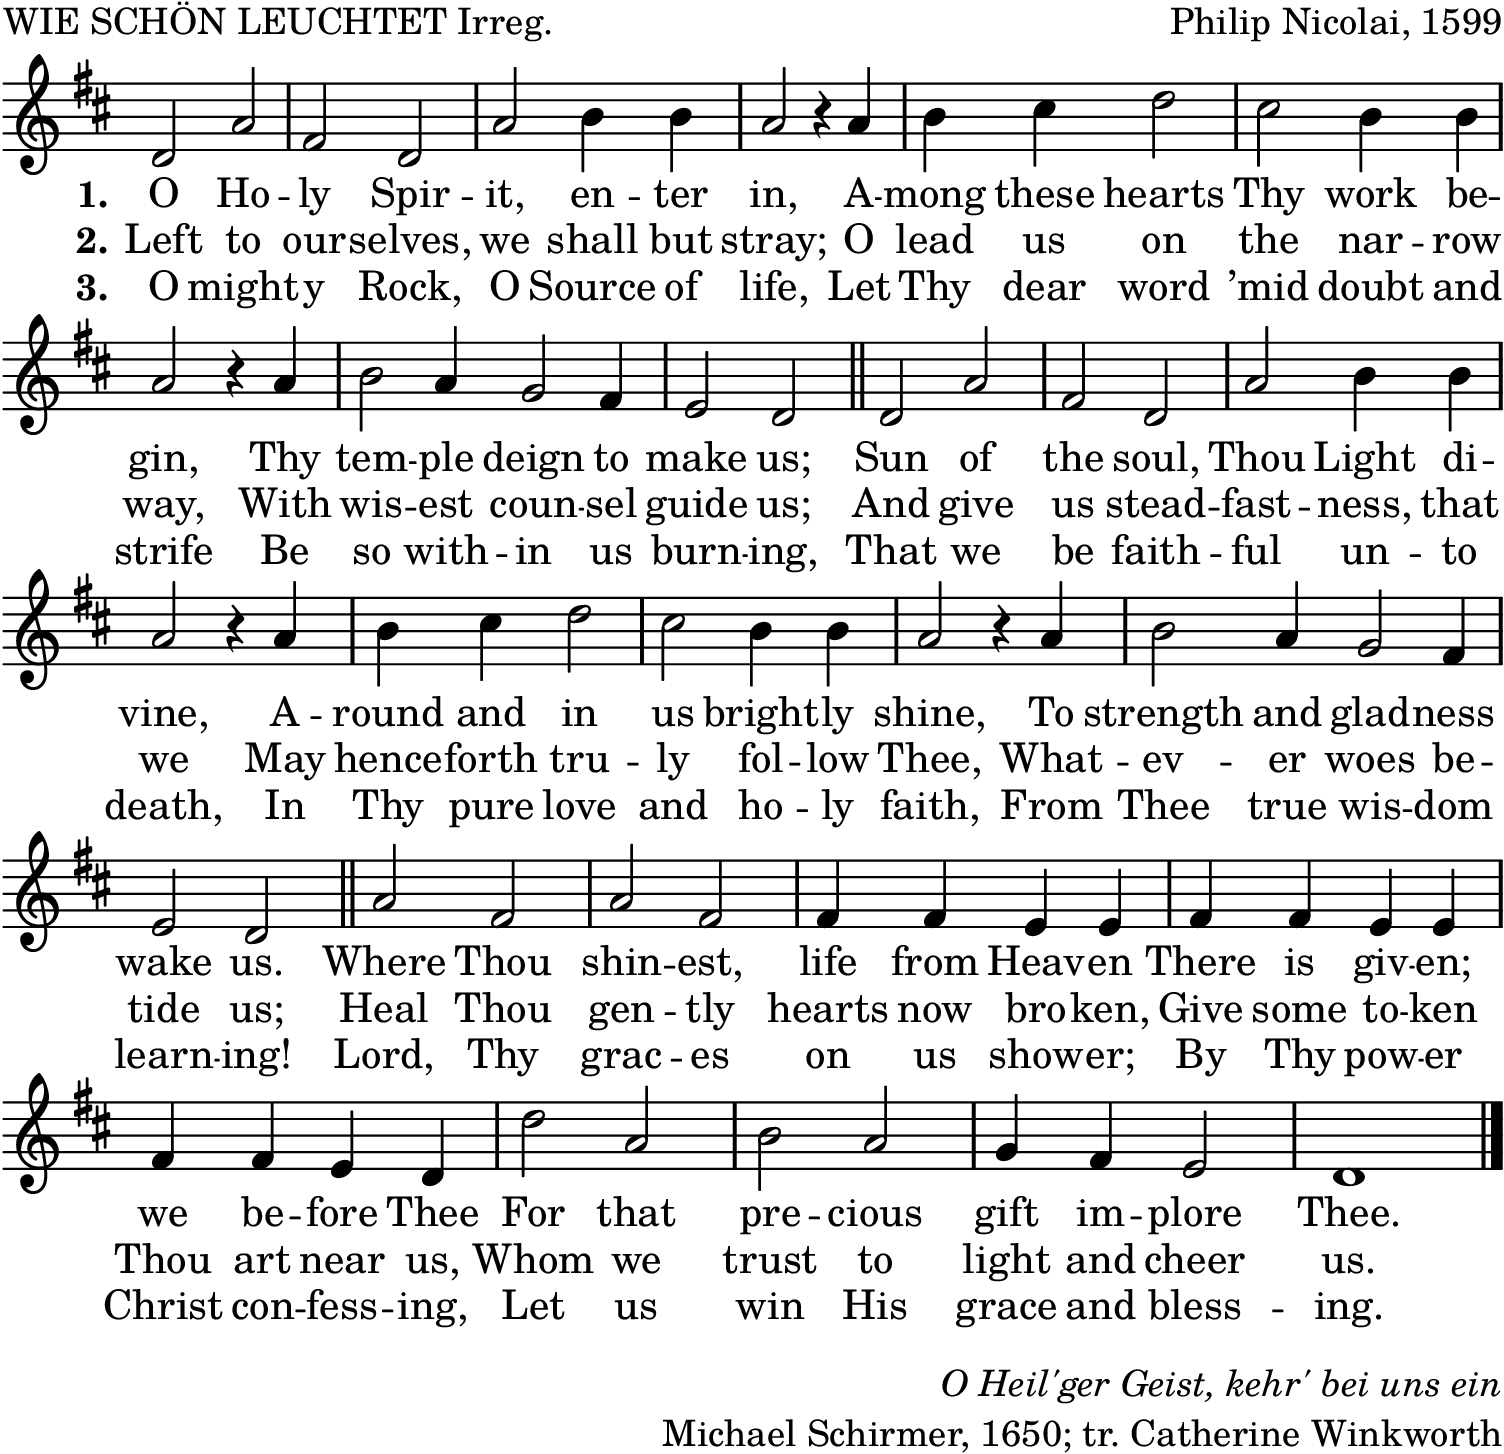 WIE SCHÖN LEUCHTET Irreg. Philip Nicolai, 1599
1. O Ho -- ly Spir -- it, en -- ter in, A -- mong these hearts Thy work be --
2. Left to ourselves, we shall but stray; O lead us on the nar -- row
3. O mighty Rock, O Source of life, Let Thy dear word ’mid doubt and
gin, Thy tem -- ple deign to make us; Sun of the soul, Thou Light di --
way, With wis -- est coun -- sel guide us; And give us stead -- fast -- ness, that
strife Be so with -- in us burn -- ing, That we be faith -- ful un -- to
vine, A -- round and in us brightly shine, To strength and gladness
we May henceforth tru -- ly fol -- low Thee, What -- ev -- er woes be --
death, In Thy pure love and ho -- ly faith, From Thee true wis -- dom
wake us. Where Thou shin -- est, life from Heaven There is giv -- en;
tide us; Heal Thou gen -- tly hearts now broken, Give some to -- ken
learn -- ing! Lord, Thy grac -- es on us shower; By Thy pow -- er
we be -- fore Thee For that pre -- cious gift im -- plore Thee.
Thou art near us, Whom we trust to light and cheer us.
Christ con -- fess -- ing, Let us win His grace and bless -- ing.
O Heil'ger Geist, kehr' bei uns ein
Michael Schirmer, 1650; tr. Catherine Winkworth